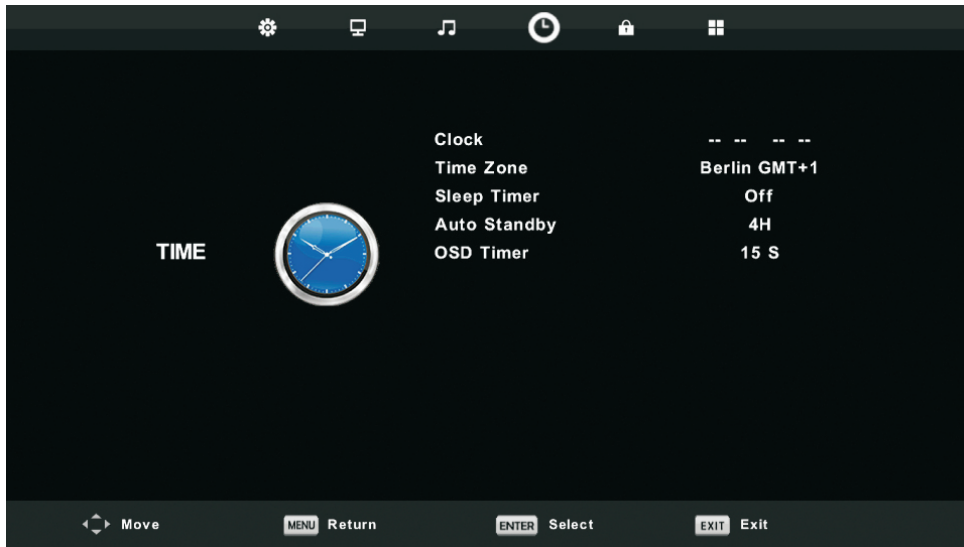 Clock -- -- -- --
Time Zone Berlin GMT+1
Sleep Timer Off
Auto Standby 4H
TIME
OSD Timer 15 S
Move MENU Return ENTER Select EXIT Exit